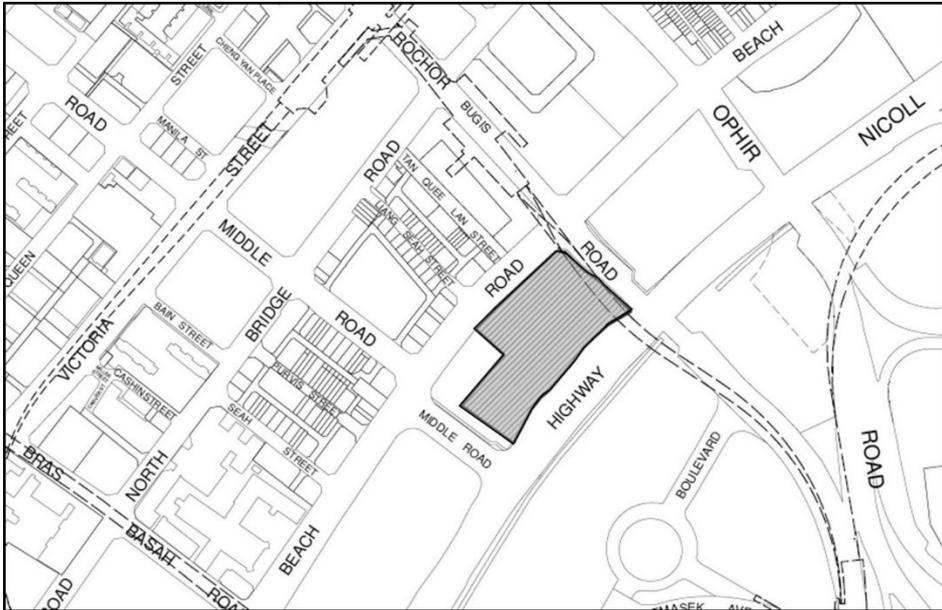 ROCHOR
BEACH
CHENG YAN PLACE
STREET
ROAD
STREET
BUGIS
OPHIR
NICOLL
MANILA ST
STREET
ROAD
TAN QUEE LAN STREET
LIANG SEAH STREET
MIDDLE
ROAD
QUEEN
ROAD
ROAD
BRIDGE
ROAD
BAIN STREET
VICTORIA
PURVIS STREET
HIGHWAY
CASHIN STREET
SEAH
STREET
MIDDLE ROAD
BOULEVARD
ROAD
BRAS
NORTH
BASAH
BEACH
ROAD